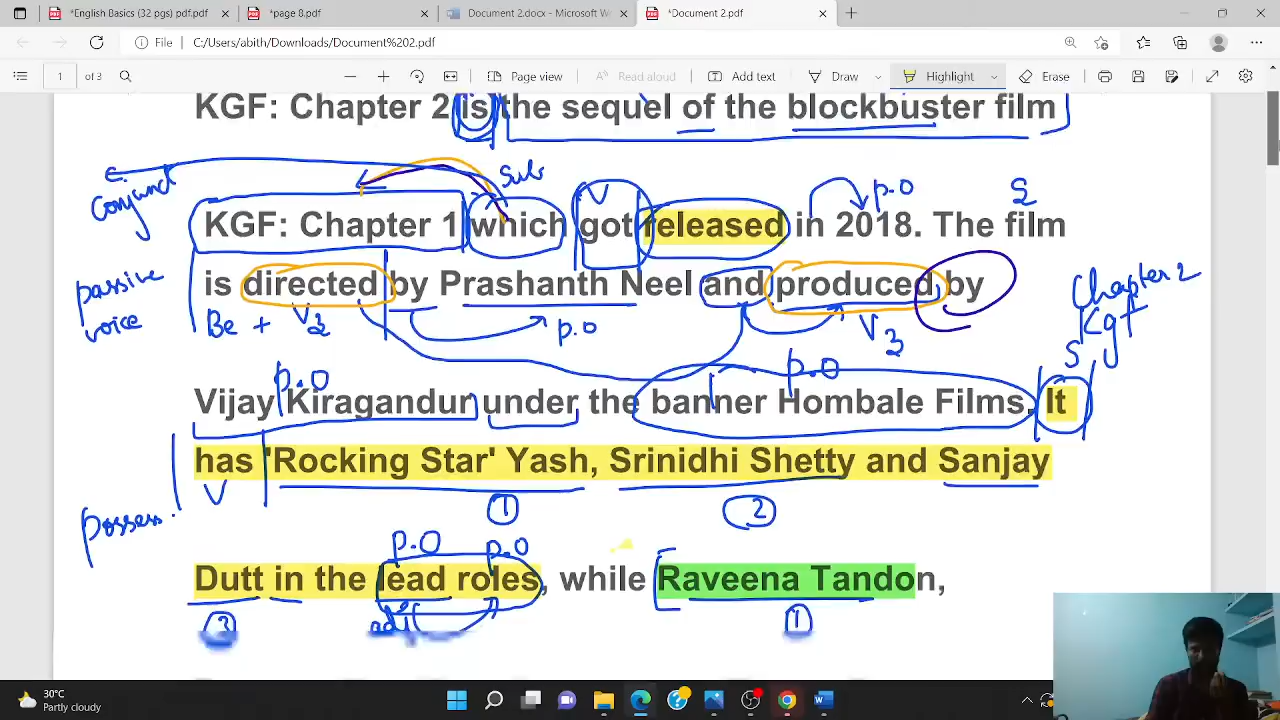 *English Basics (32 pgs) pdf.pdf
*page 8.pdf
Document 2.docx - Microsoft Wo
*Document 2.pdf
File
C:/Users/abith/Downloads/Document%202.pdf
1 of 3
Page view
Read aloud
Add text
Draw
Highlight
Erase
KGF: Chapter 2 is the sequel of the blockbuster film
Conjunct
Sub
V
p.o
S
KGF: Chapter 1 which got released in 2018. The film
passive voice
is directed by Prashanth Neel and produced by
Chapter 2
Kgf
Be + V3
p.o
V3
S
p.o
p.o
Vijay Kiragandur under the banner Hombale Films. It
has 'Rocking Star' Yash, Srinidhi Shetty and Sanjay
V
1
2
possess.
p.o
p.o
Dutt in the lead roles, while Raveena Tandon,
3
adj
1
30°C
Partly cloudy